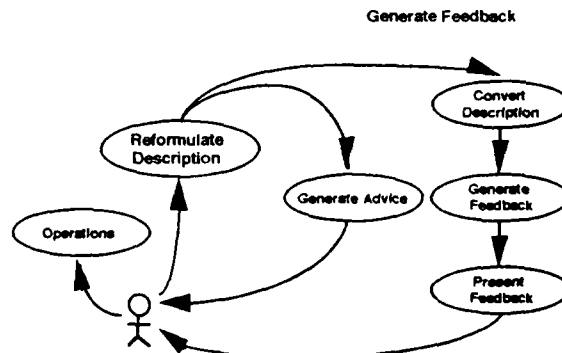 Generate Feedback
Convert
Description
Reformulate
Description
Generate Advice
Generate
Feedback
Operations
Present
Feedback